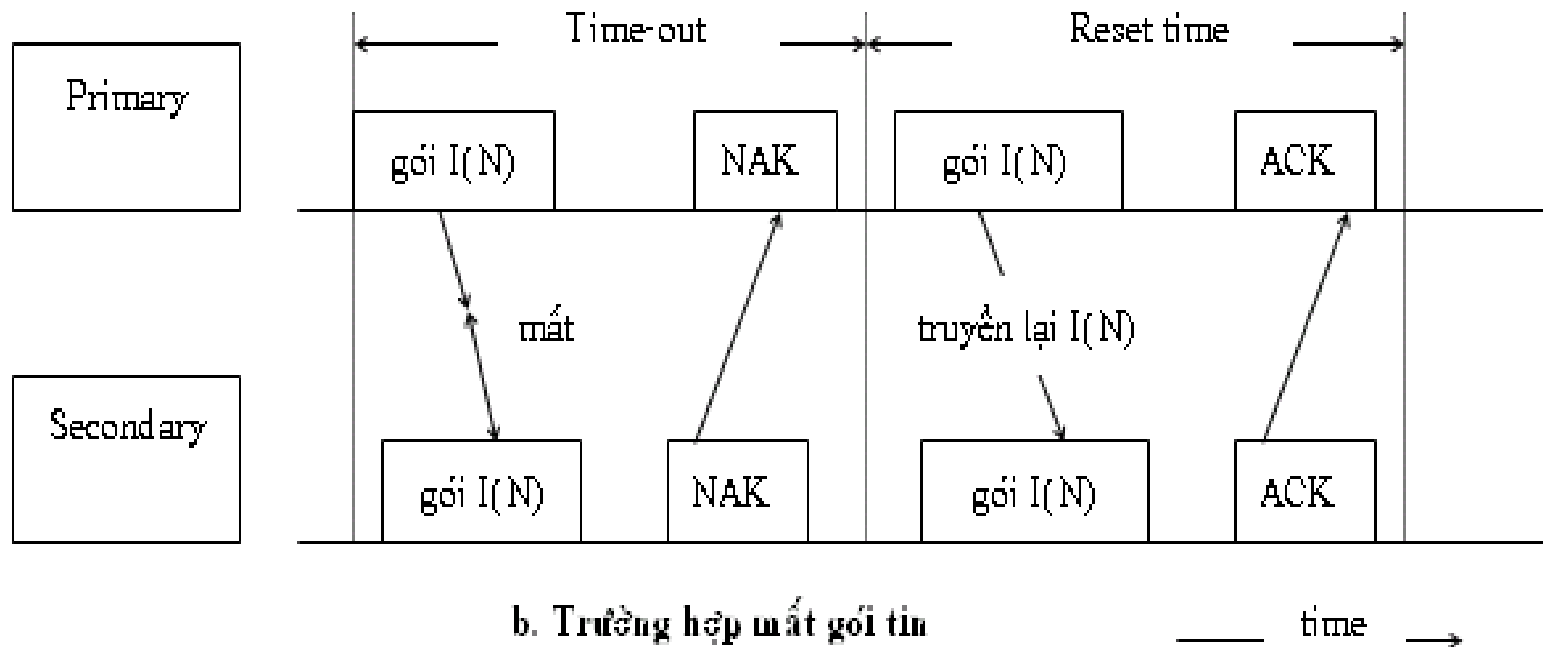 Time-out
Reset time
Primary
gói I(N)
NAK
gói I(N)
ACK
mất
truyền lại I(N)
Secondary
gói I(N)
NAK
gói I(N)
ACK
b. Trường hợp mất gói tin
time